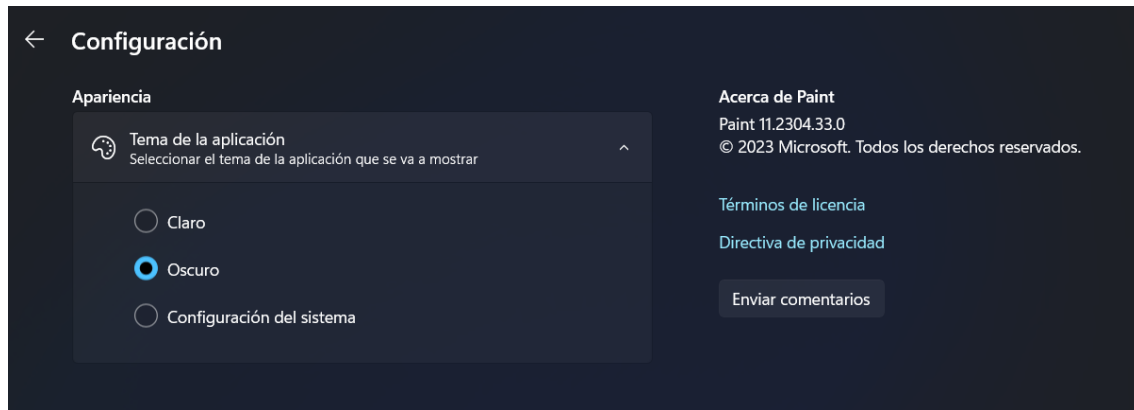 Configuración
Apariencia
Tema de la aplicación
Seleccionar el tema de la aplicación que se va a mostrar
Claro
Oscuro
Configuración del sistema
Acerca de Paint
Paint 11.2304.33.0
© 2023 Microsoft. Todos los derechos reservados.
Términos de licencia
Directiva de privacidad
Enviar comentarios